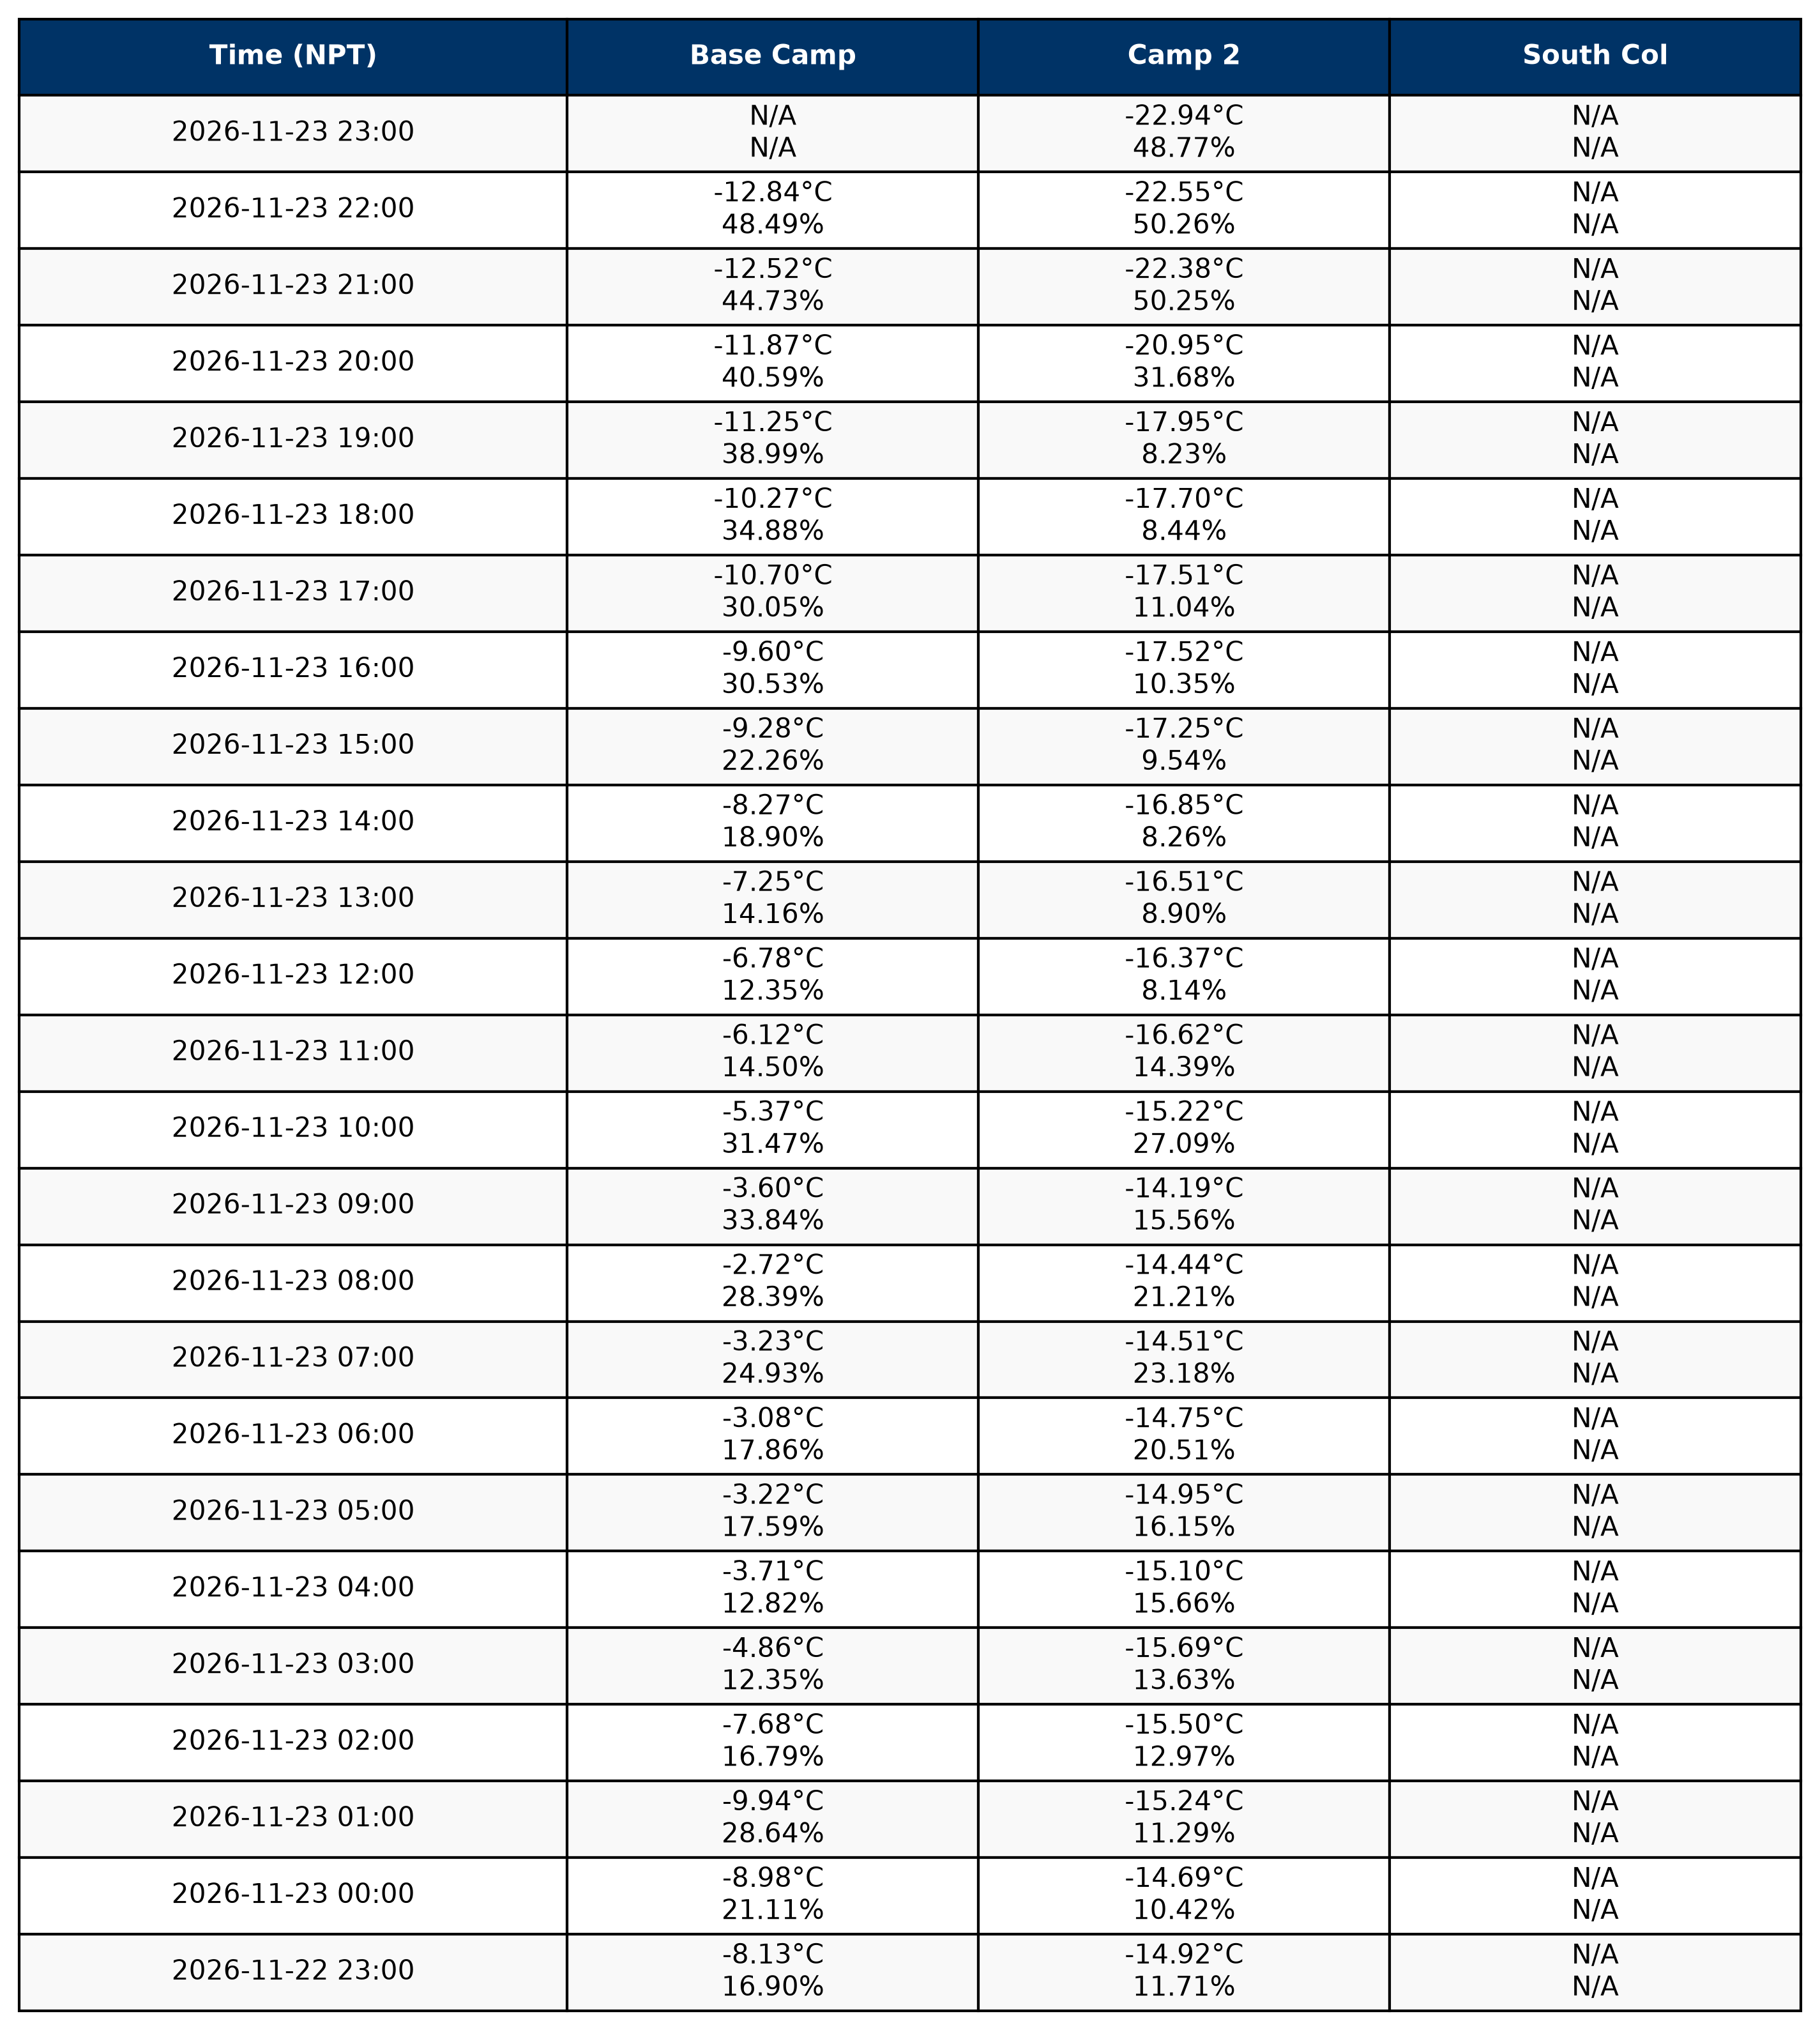 Time (NPT) Base Camp Camp 2 South Col
2026-11-23 23:00 N/A -22.94°C N/A
N/A 48.77% N/A
2026-11-23 22:00 -12.84°C -22.55°C N/A
48.49% 50.26% N/A
2026-11-23 21:00 -12.52°C -22.38°C N/A
44.73% 50.25% N/A
2026-11-23 20:00 -11.87°C -20.95°C N/A
40.59% 31.68% N/A
2026-11-23 19:00 -11.25°C -17.95°C N/A
38.99% 8.23% N/A
2026-11-23 18:00 -10.27°C -17.70°C N/A
34.88% 8.44% N/A
2026-11-23 17:00 -10.70°C -17.51°C N/A
30.05% 11.04% N/A
2026-11-23 16:00 -9.60°C -17.52°C N/A
30.53% 10.35% N/A
2026-11-23 15:00 -9.28°C -17.25°C N/A
22.26% 9.54% N/A
2026-11-23 14:00 -8.27°C -16.85°C N/A
18.90% 8.26% N/A
2026-11-23 13:00 -7.25°C -16.51°C N/A
14.16% 8.90% N/A
2026-11-23 12:00 -6.78°C -16.37°C N/A
12.35% 8.14% N/A
2026-11-23 11:00 -6.12°C -16.62°C N/A
14.50% 14.39% N/A
2026-11-23 10:00 -5.37°C -15.22°C N/A
31.47% 27.09% N/A
2026-11-23 09:00 -3.60°C -14.19°C N/A
33.84% 15.56% N/A
2026-11-23 08:00 -2.72°C -14.44°C N/A
28.39% 21.21% N/A
2026-11-23 07:00 -3.23°C -14.51°C N/A
24.93% 23.18% N/A
2026-11-23 06:00 -3.08°C -14.75°C N/A
17.86% 20.51% N/A
2026-11-23 05:00 -3.22°C -14.95°C N/A
17.59% 16.15% N/A
2026-11-23 04:00 -3.71°C -15.10°C N/A
12.82% 15.66% N/A
2026-11-23 03:00 -4.86°C -15.69°C N/A
12.35% 13.63% N/A
2026-11-23 02:00 -7.68°C -15.50°C N/A
16.79% 12.97% N/A
2026-11-23 01:00 -9.94°C -15.24°C N/A
28.64% 11.29% N/A
2026-11-23 00:00 -8.98°C -14.69°C N/A
21.11% 10.42% N/A
2026-11-22 23:00 -8.13°C -14.92°C N/A
16.90% 11.71% N/A